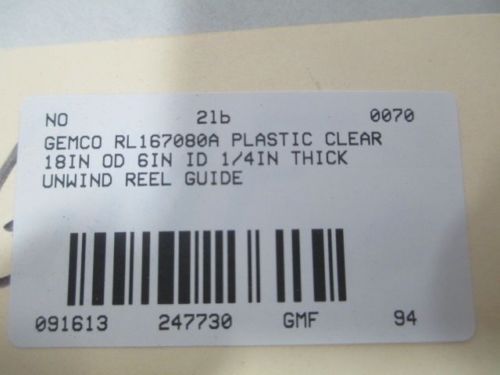 NO 21b 0070
GEMCO RL167080A PLASTIC CLEAR
18IN OD 6IN ID 1/4IN THICK
UNWIND REEL GUIDE
091613 247730 GMF 94